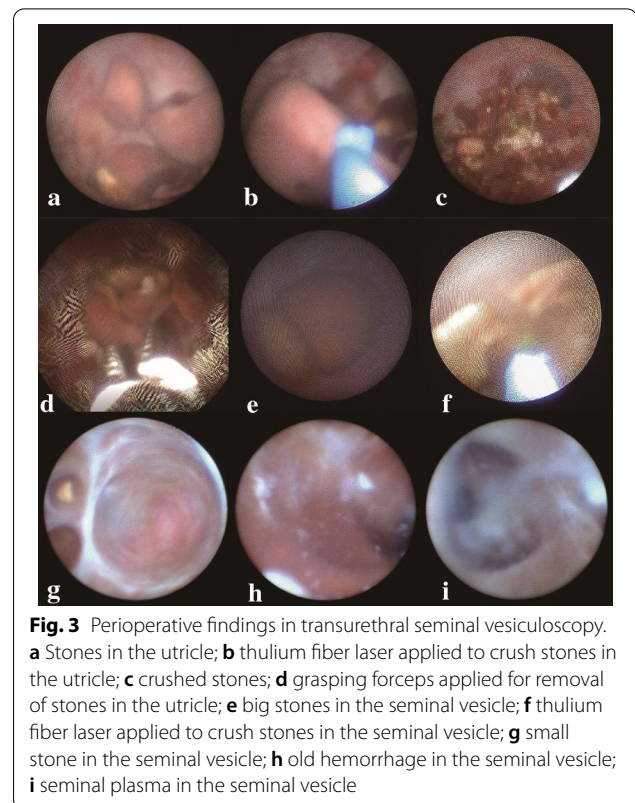 a
b
c
d
e
f
g
h
i
Fig. 3 Perioperative findings in transurethral seminal vesiculoscopy.
a Stones in the utricle; b thulium fiber laser applied to crush stones in
the utricle; c crushed stones; d grasping forceps applied for removal
of stones in the utricle; e big stones in the seminal vesicle; f thulium
fiber laser applied to crush stones in the seminal vesicle; g small
stone in the seminal vesicle; h old hemorrhage in the seminal vesicle;
i seminal plasma in the seminal vesicle